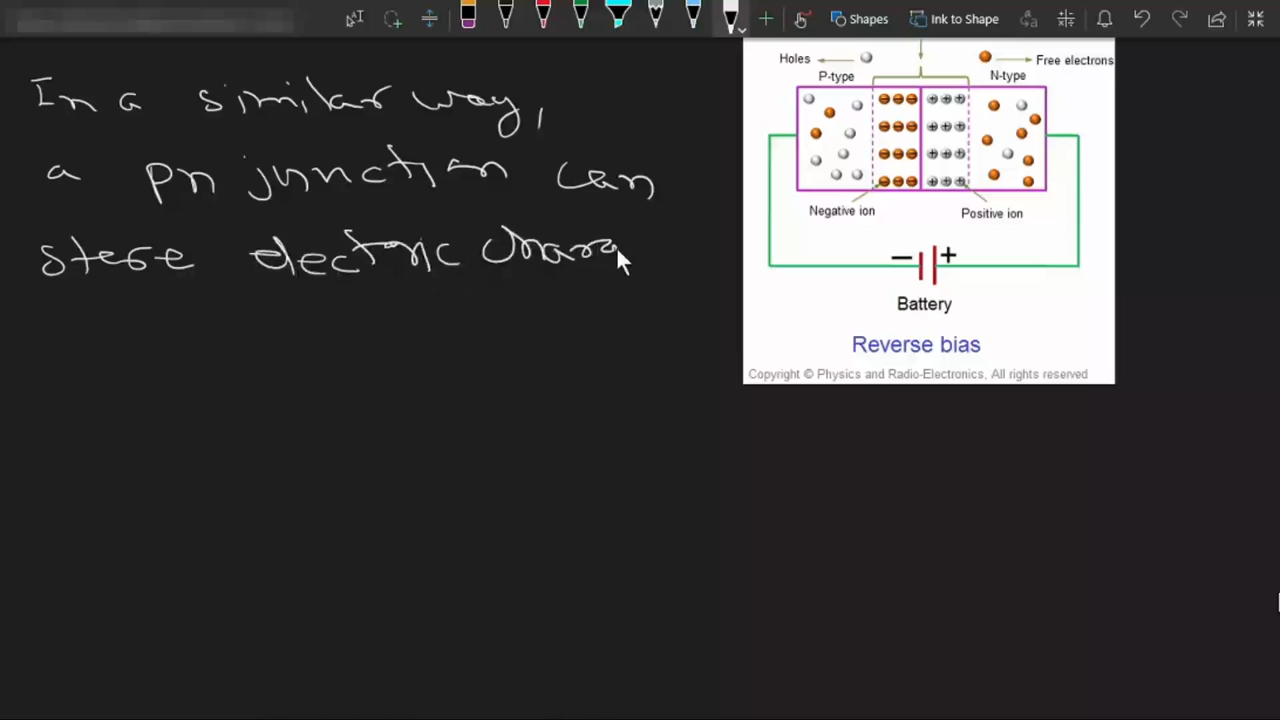 Shapes
Ink to Shape
In a similar way,
a pn junction can
store electric charg
Holes
P-type
Free electrons
N-type
Negative ion
Positive ion
− +
Battery
Reverse bias
Copyright © Physics and Radio-Electronics, All rights reserved